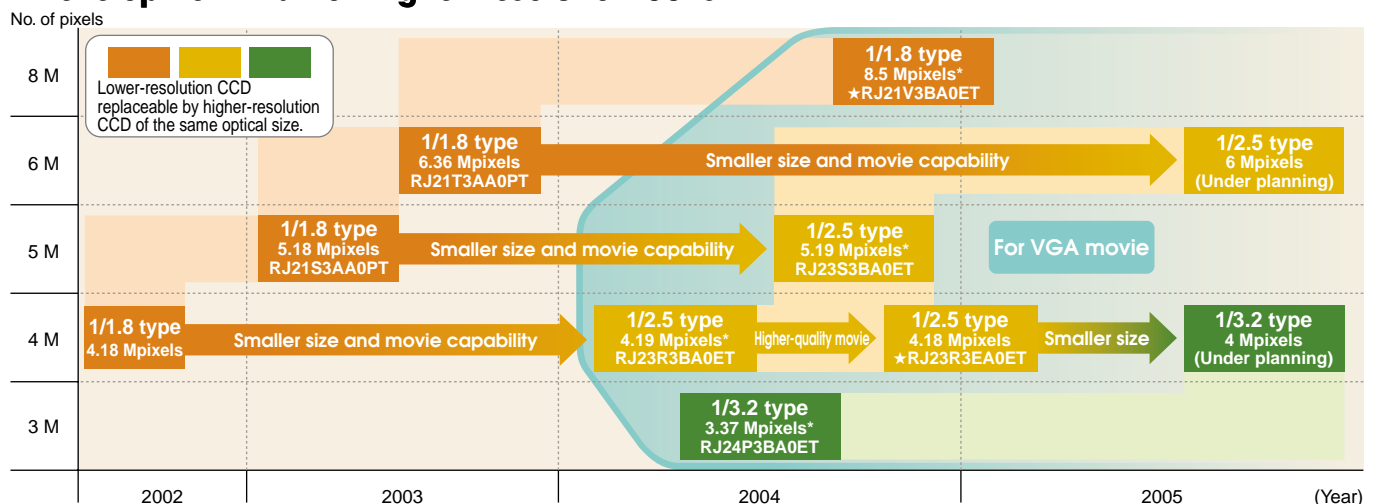 No. of pixels
Lower-resolution CCD
replaceable by higher-resolution
CCD of the same optical size.
8 M
1/1.8 type
8.5 Mpixels*
★RJ21V3BA0ET
6 M
1/1.8 type
6.36 Mpixels
RJ21T3AA0PT
Smaller size and movie capability
1/2.5 type
6 Mpixels
(Under planning)
5 M
1/1.8 type
5.18 Mpixels
RJ21S3AA0PT
Smaller size and movie capability
1/2.5 type
5.19 Mpixels*
RJ23S3BA0ET
For VGA movie
4 M
1/1.8 type
4.18 Mpixels
Smaller size and movie capability
1/2.5 type
4.19 Mpixels*
RJ23R3BA0ET
Higher-quality movie
1/2.5 type
4.18 Mpixels
★RJ23R3EA0ET
Smaller size
1/3.2 type
4 Mpixels
(Under planning)
3 M
1/3.2 type
3.37 Mpixels*
RJ24P3BA0ET
2002 2003 2004 2005 (Year)